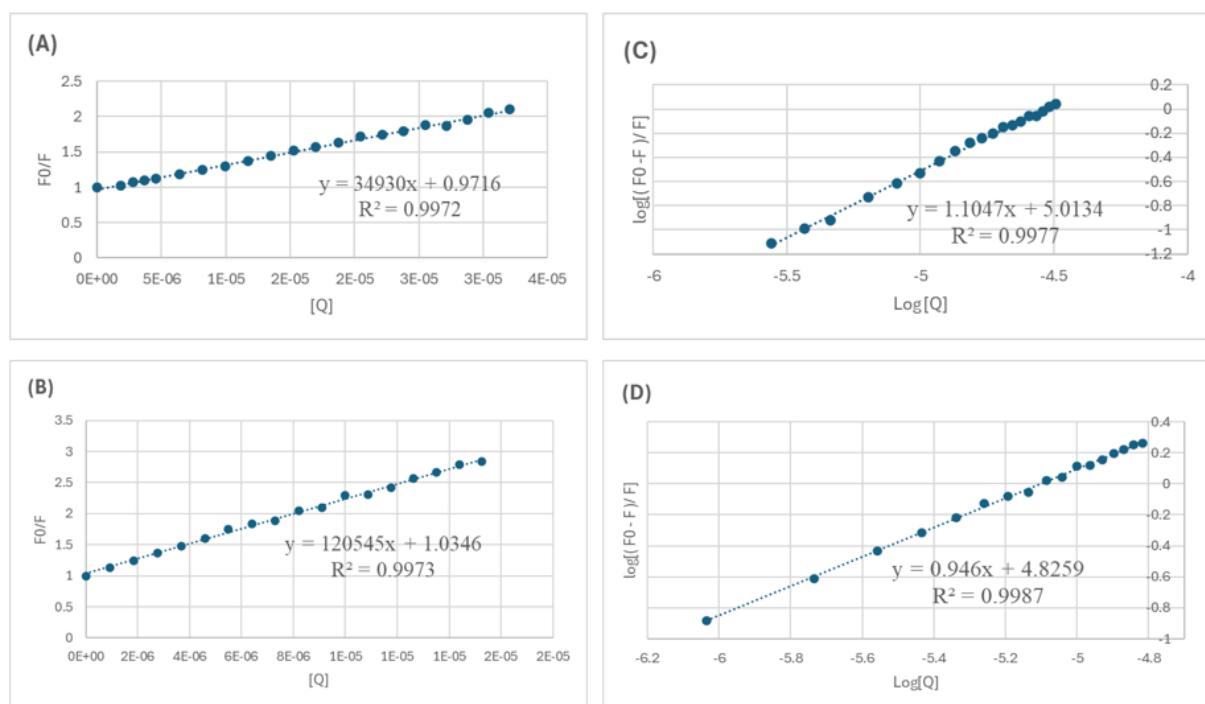 (A)
2.5
2
1.5
1
0.5
0
F0/F
y = 34930x + 0.9716
R² = 0.9972
0E+00 5E-06 1E-05 2E-05 2E-05 3E-05 3E-05 4E-05
[Q]
(C)
0.2
0
-0.2
-0.4
-0.6
-0.8
-1
-1.2
log[( F0 -F )/ F]
y = 1.1047x + 5.0134
R² = 0.9977
-6 -5.5 -5 -4.5 -4
Log[Q]
(B)
3.5
3
2.5
2
1.5
1
0.5
0
F0/F
y = 120545x + 1.0346
R² = 0.9973
0E+00 2E-06 4E-06 6E-06 8E-06 1E-05 1E-05 1E-05 2E-05 2E-05
[Q]
(D)
0.4
0.2
0
-0.2
-0.4
-0.6
-0.8
-1
log[( F0 - F )/ F]
y = 0.946x + 4.8259
R² = 0.9987
-6.2 -6 -5.8 -5.6 -5.4 -5.2 -5 -4.8
Log[Q]